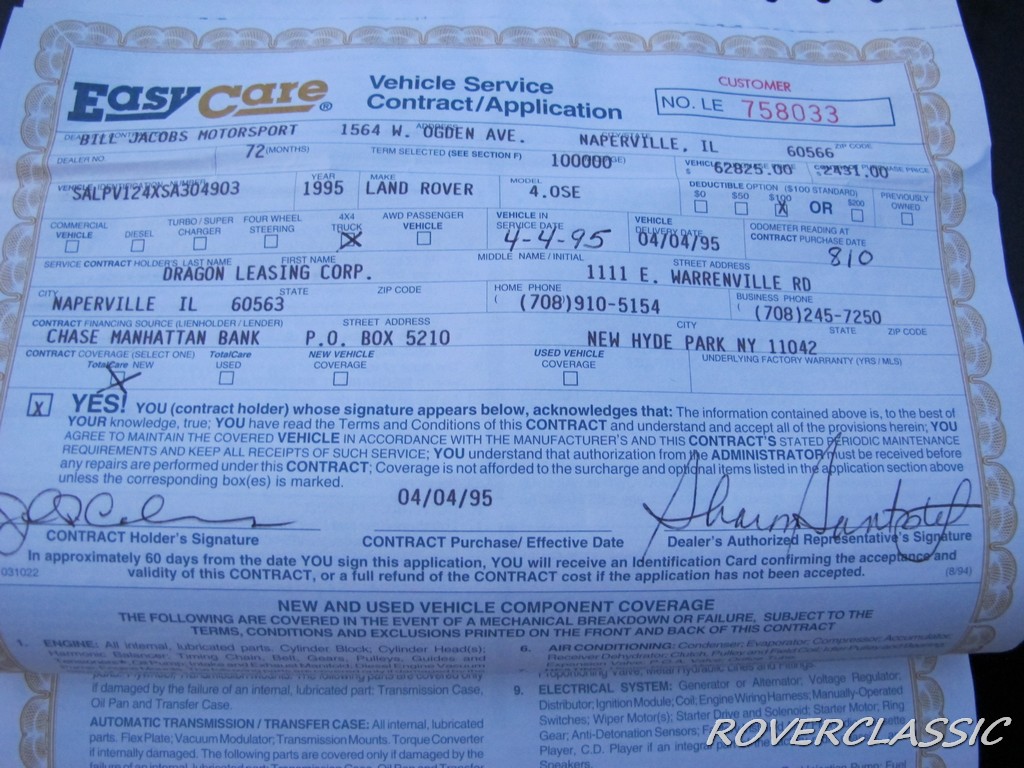 EasyCare®
Vehicle Service
Contract/Application
CUSTOMER
NO. LE 758033
BILL JACOBS MOTORSPORT 1564 W. OGDEN AVE. NAPERVILLE, IL 60566
ZIP CODE
DEALER NO. 72 (MONTHS) TERM SELECTED (SEE SECTION F) 100000 62825.00 2431.00
SALPV124XSA304903 YEAR 1995 MAKE LAND ROVER MODEL 4.0SE
DEDUCTIBLE OPTION ($100 STANDARD)
$0 $50 $100 X OR $200 PREVIOUSLY OWNED
COMMERCIAL VEHICLE DIESEL TURBO / SUPER CHARGER FOUR WHEEL STEERING 4X4 TRUCK X AWD PASSENGER VEHICLE
VEHICLE IN SERVICE DATE 4-4-95 VEHICLE DELIVERY DATE 04/04/95 ODOMETER READING AT CONTRACT PURCHASE DATE 810
SERVICE CONTRACT HOLDER'S LAST NAME FIRST NAME MIDDLE NAME / INITIAL STREET ADDRESS
DRAGON LEASING CORP. 1111 E. WARRENVILLE RD
CITY STATE ZIP CODE HOME PHONE BUSINESS PHONE
NAPERVILLE IL 60563 (708)910-5154 (708)245-7250
CONTRACT FINANCING SOURCE (LIENHOLDER / LENDER) STREET ADDRESS CITY STATE ZIP CODE
CHASE MANHATTAN BANK P.O. BOX 5210 NEW HYDE PARK NY 11042
CONTRACT COVERAGE (SELECT ONE) TotalCare NEW X TotalCare USED NEW VEHICLE COVERAGE USED VEHICLE COVERAGE UNDERLYING FACTORY WARRANTY (YRS / MLS)
X YES! YOU (contract holder) whose signature appears below, acknowledges that: The information contained above is, to the best of
YOUR knowledge, true; YOU have read the Terms and Conditions of this CONTRACT and understand and accept all of the provisions herein; YOU
AGREE TO MAINTAIN THE COVERED VEHICLE IN ACCORDANCE WITH THE MANUFACTURER'S AND THIS CONTRACT'S STATED PERIODIC MAINTENANCE
REQUIREMENTS AND KEEP ALL RECEIPTS OF SUCH SERVICE; YOU understand that authorization from the ADMINISTRATOR must be received before
any repairs are performed under this CONTRACT; Coverage is not afforded to the surcharge and optional items listed in the application section above
unless the corresponding box(es) is marked.
04/04/95
CONTRACT Holder's Signature CONTRACT Purchase/ Effective Date Dealer's Authorized Representative's Signature
In approximately 60 days from the date YOU sign this application, YOU will receive an Identification Card confirming the acceptance and
031022 validity of this CONTRACT, or a full refund of the CONTRACT cost if the application has not been accepted. (8/94)
NEW AND USED VEHICLE COMPONENT COVERAGE
THE FOLLOWING ARE COVERED IN THE EVENT OF A MECHANICAL BREAKDOWN OR FAILURE, SUBJECT TO THE
TERMS, CONDITIONS AND EXCLUSIONS PRINTED ON THE FRONT AND BACK OF THIS CONTRACT
1. ENGINE: All internal, lubricated parts. Cylinder Block; Cylinder Head(s);
Harmonic Balancer, Timing Chain, Belt, Gears, Pulleys, Guides and
if damaged by the failure of an internal, lubricated part: Transmission Case,
Oil Pan and Transfer Case.
AUTOMATIC TRANSMISSION / TRANSFER CASE: All internal, lubricated
parts. Flex Plate; Vacuum Modulator; Transmission Mounts. Torque Converter
if internally damaged. The following parts are covered only if damaged by the
6. AIR CONDITIONING: Condenser; Evaporator, Compressor, Accumulator,
9. ELECTRICAL SYSTEM: Generator or Alternator; Voltage Regulator;
Distributor; Ignition Module; Coil; Engine Wiring Harness; Manually-Operated
Switches; Wiper Motor(s); Starter Drive and Solenoid; Starter Motor; Ring
Gear; Anti-Detonation Sensors;
Player, C.D. Player if an integral
Speakers.
ROVERCLASSIC